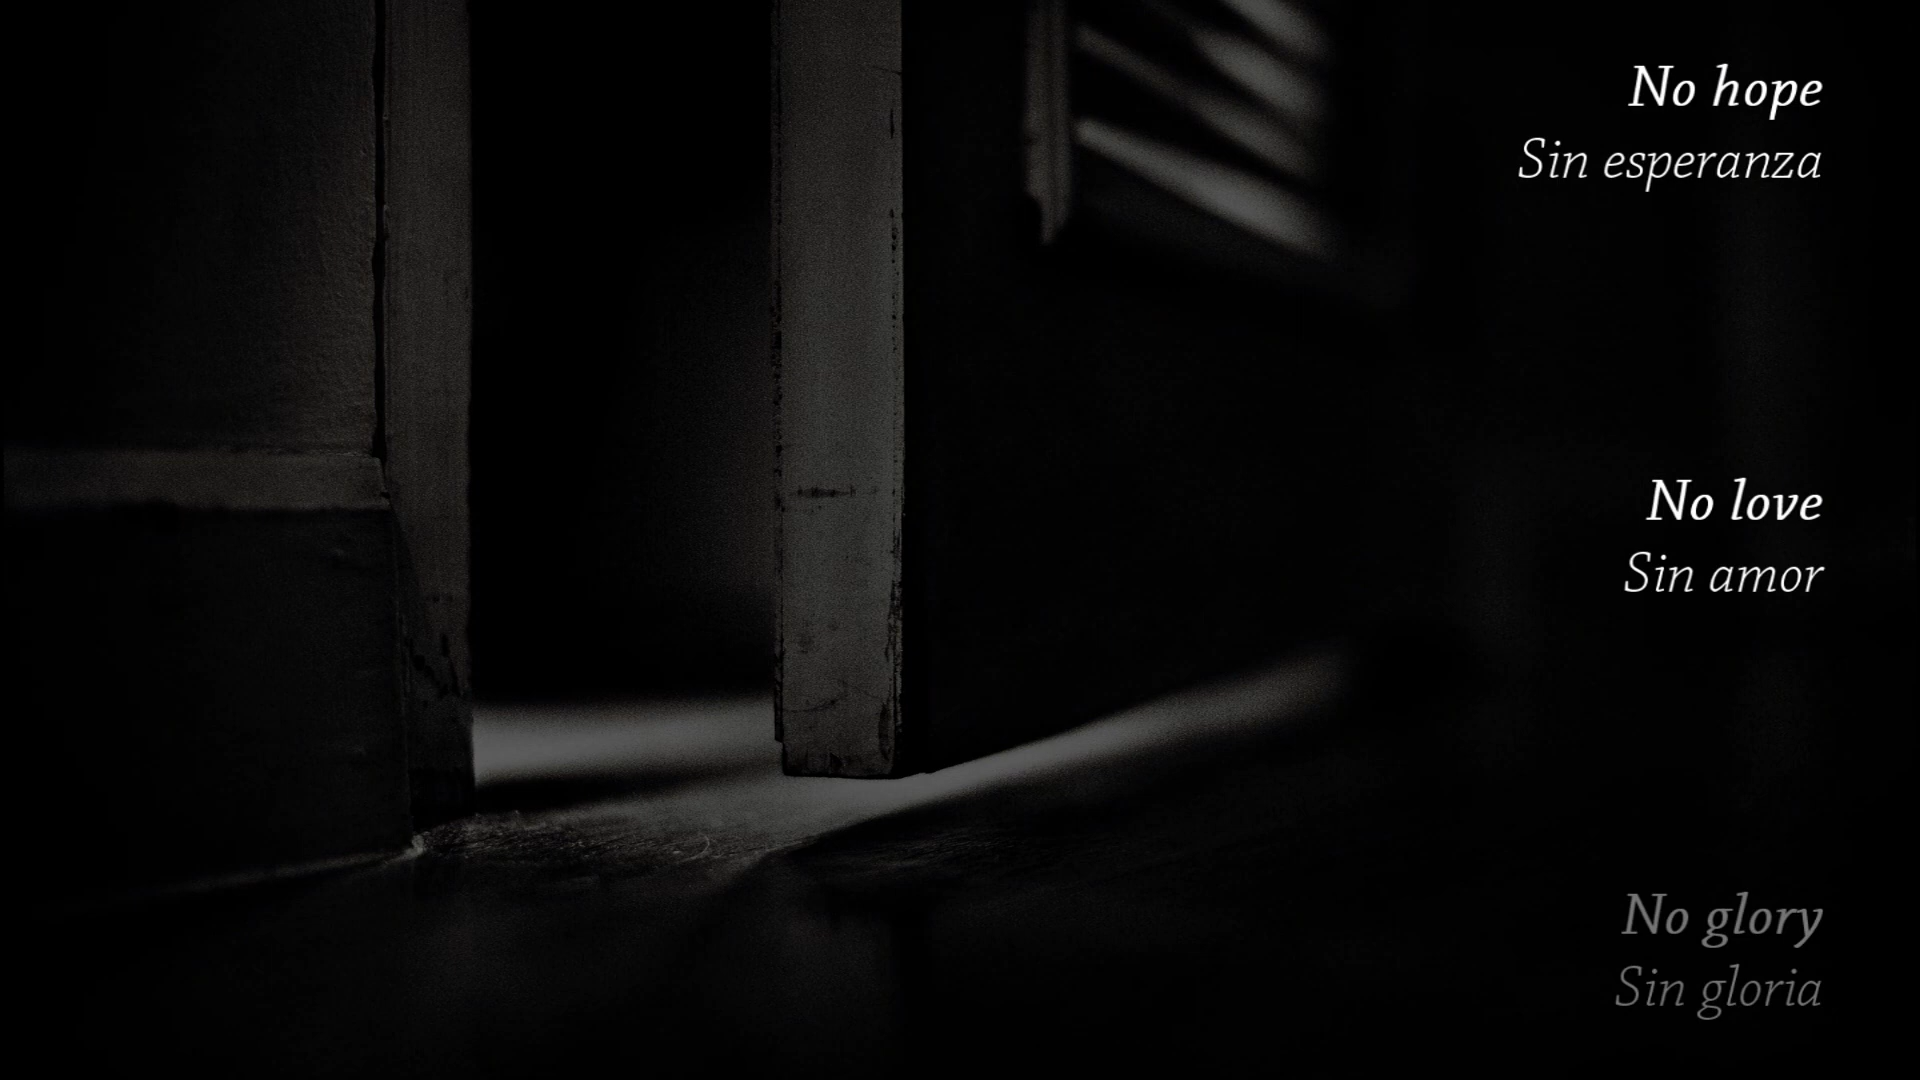 No hope
Sin esperanza
No love
Sin amor
No glory
Sin gloria